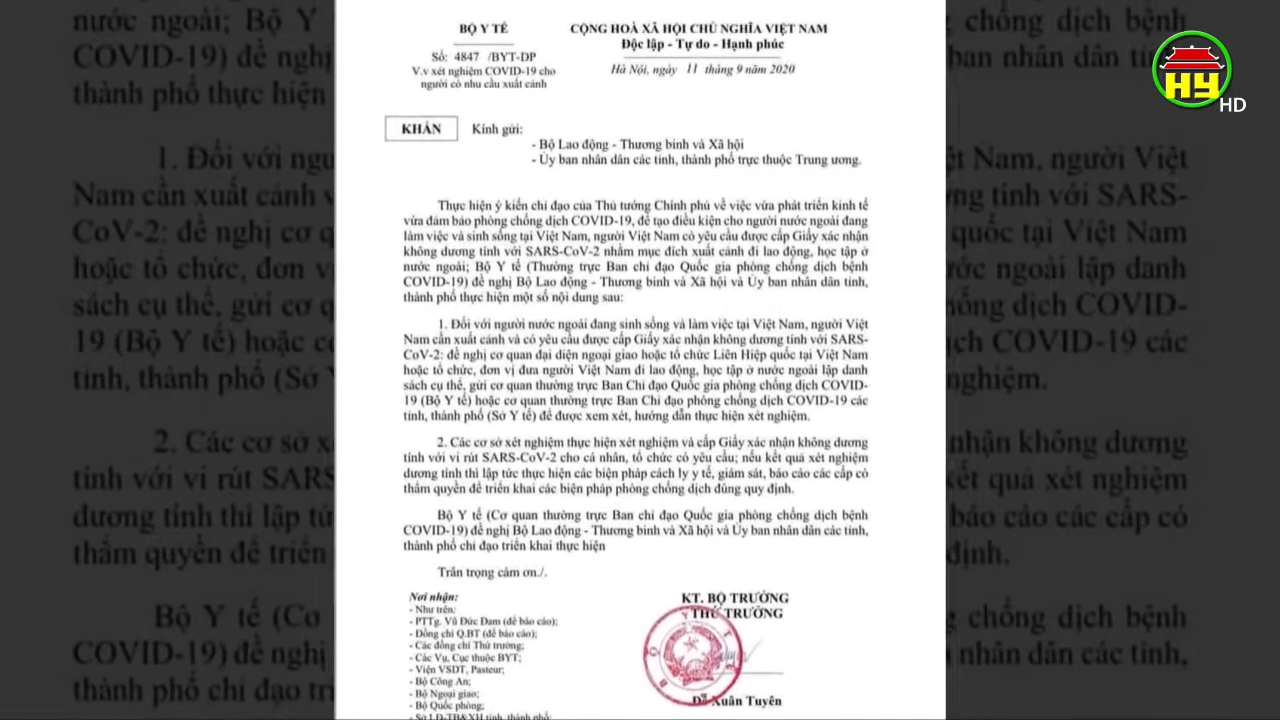 BỘ Y TẾ
Số: 4847 /BYT-DP
V.v xét nghiệm COVID-19 cho
người có nhu cầu xuất cảnh
CỘNG HOÀ XÃ HỘI CHỦ NGHĨA VIỆT NAM
Độc lập - Tự do - Hạnh phúc
Hà Nội, ngày 11 tháng 9 năm 2020
KHẨN
Kính gửi:
- Bộ Lao động - Thương binh và Xã hội
- Ủy ban nhân dân các tỉnh, thành phố trực thuộc Trung ương.
Thực hiện ý kiến chỉ đạo của Thủ tướng Chính phủ về việc vừa phát triển kinh tế
vừa đảm bảo phòng chống dịch COVID-19, để tạo điều kiện cho người nước ngoài đang
làm việc và sinh sống tại Việt Nam, người Việt Nam có yêu cầu được cấp Giấy xác nhận
không dương tính với SARS-CoV-2 nhằm mục đích xuất cảnh đi lao động, học tập ở
nước ngoài; Bộ Y tế (Thường trực Ban chỉ đạo Quốc gia phòng chống dịch bệnh
COVID-19) đề nghị Bộ Lao động - Thương binh và Xã hội và Ủy ban nhân dân tỉnh,
thành phố thực hiện một số nội dung sau:
1. Đối với người nước ngoài đang sinh sống và làm việc tại Việt Nam, người Việt
Nam cần xuất cảnh và có yêu cầu được cấp Giấy xác nhận không dương tính với SARS-
CoV-2: đề nghị cơ quan đại diện ngoại giao hoặc tổ chức Liên Hiệp quốc tại Việt Nam
hoặc tổ chức, đơn vị đưa người Việt Nam đi lao động, học tập ở nước ngoài lập danh
sách cụ thể, gửi cơ quan thường trực Ban Chỉ đạo Quốc gia phòng chống dịch COVID-
19 (Bộ Y tế) hoặc cơ quan thường trực Ban Chỉ đạo phòng chống dịch COVID-19 các
tỉnh, thành phố (Sở Y tế) để được xem xét, hướng dẫn thực hiện xét nghiệm.
2. Các cơ sở xét nghiệm thực hiện xét nghiệm và cấp Giấy xác nhận không dương
tính với vi rút SARS-CoV-2 cho cá nhân, tổ chức có yêu cầu; nếu kết quả xét nghiệm
dương tính thì lập tức thực hiện các biện pháp cách ly y tế, giám sát, báo cáo các cấp có
thẩm quyền để triển khai các biện pháp phòng chống dịch đúng quy định.
Bộ Y tế (Cơ quan thường trực Ban chỉ đạo Quốc gia phòng chống dịch bệnh
COVID-19) đề nghị Bộ Lao động - Thương binh và Xã hội và Ủy ban nhân dân các tỉnh,
thành phố chỉ đạo triển khai thực hiện
Trân trọng cảm ơn./.
Nơi nhận:
- Như trên;
- PTTg. Vũ Đức Đam (để báo cáo);
- Đồng chí Q.BT (để báo cáo);
- Các đồng chí Thứ trưởng;
- Các Vụ, Cục thuộc BYT;
- Viện VSDT, Pasteur;
- Bộ Công An;
- Bộ Ngoại giao;
- Bộ Quốc phòng;
- Sở LĐ-TB&XH tỉnh, thành phố;
KT. BỘ TRƯỞNG
THỨ TRƯỞNG
Đỗ Xuân Tuyên
HY
HD